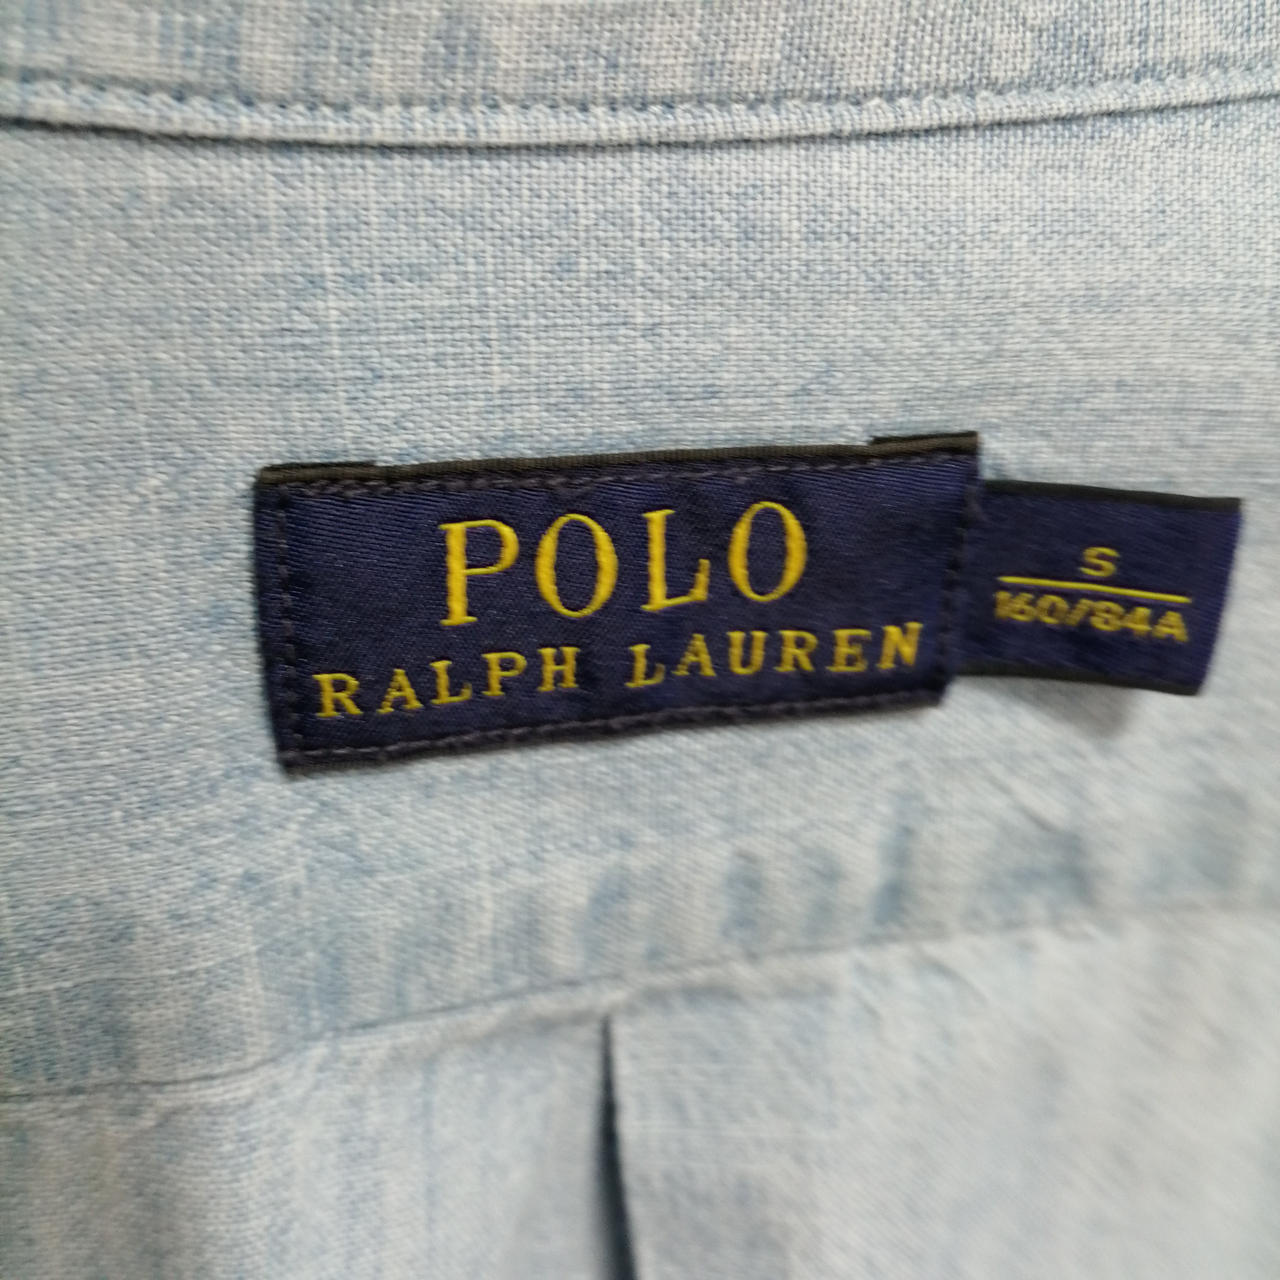 POLO
RALPH LAUREN
S
160/84A